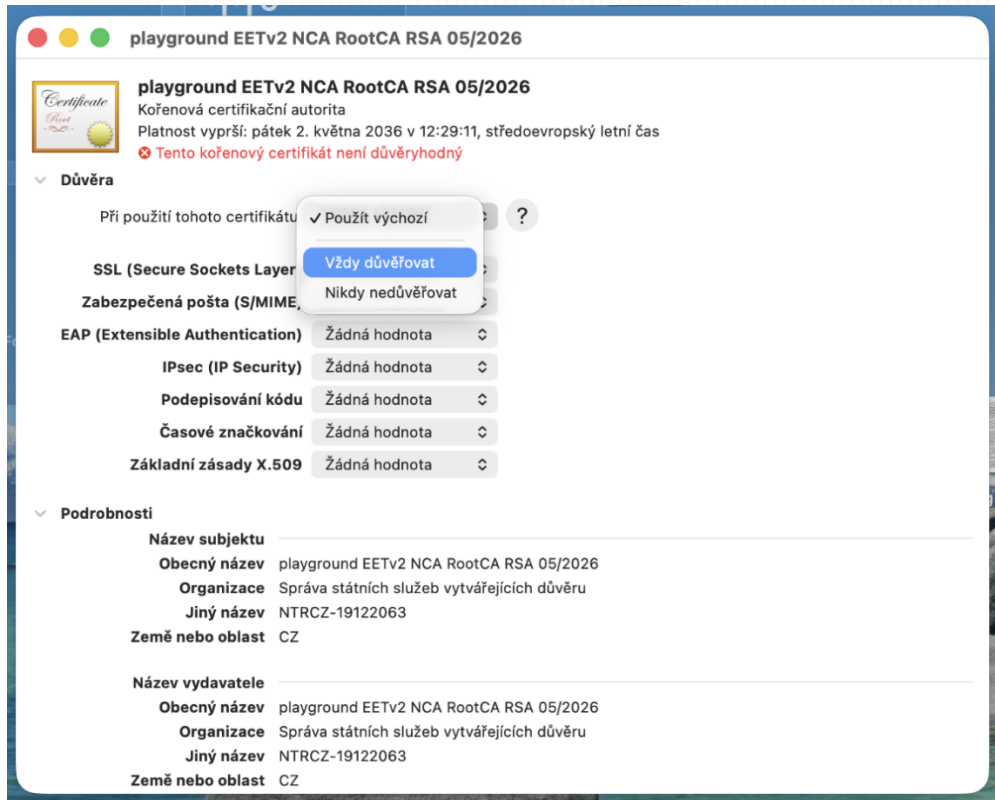 playground EETv2 NCA RootCA RSA 05/2026
Certificate
Root
playground EETv2 NCA RootCA RSA 05/2026
Kořenová certifikační autorita
Platnost vyprší: pátek 2. května 2036 v 12:29:11, středoevropský letní čas
Tento kořenový certifikát není důvěryhodný
Důvěra
Při použití tohoto certifikátu ✓ Použít výchozí ?
Vždy důvěřovat
SSL (Secure Sockets Layer
Nikdy nedůvěřovat
Zabezpečená pošta (S/MIME)
EAP (Extensible Authentication) Žádná hodnota
IPsec (IP Security) Žádná hodnota
Podepisování kódu Žádná hodnota
Časové značkování Žádná hodnota
Základní zásady X.509 Žádná hodnota
Podrobnosti
Název subjektu
Obecný název playground EETv2 NCA RootCA RSA 05/2026
Organizace Správa státních služeb vytvářejících důvěru
Jiný název NTRCZ-19122063
Země nebo oblast CZ
Název vydavatele
Obecný název playground EETv2 NCA RootCA RSA 05/2026
Organizace Správa státních služeb vytvářejících důvěru
Jiný název NTRCZ-19122063
Země nebo oblast CZ